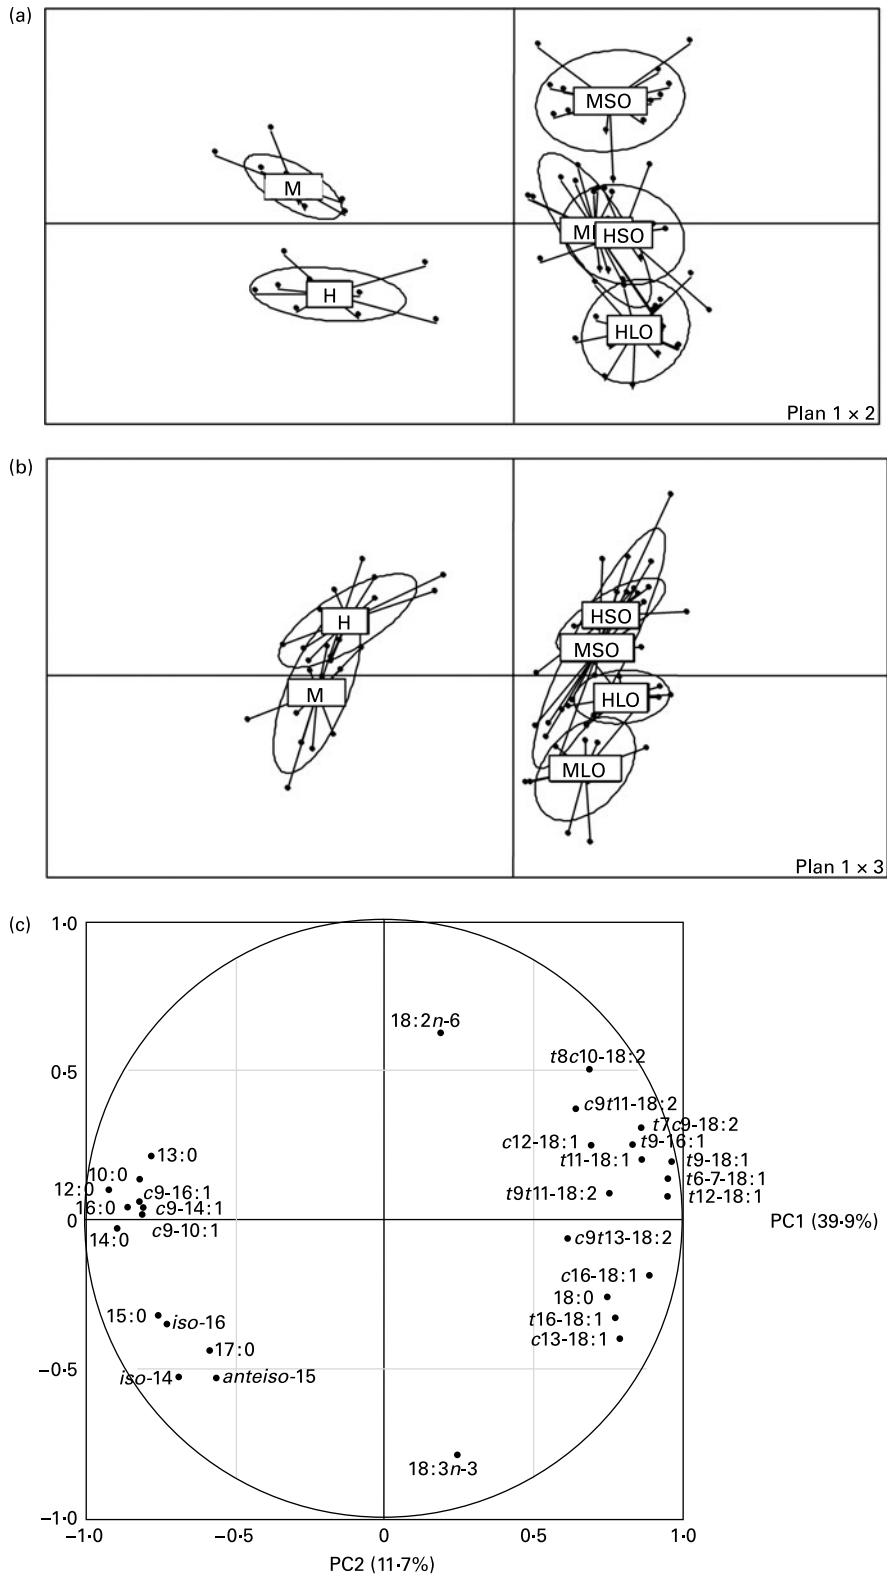 (a)
MSO
M
HSO
H
HLO
Plan 1 × 2
(b)
H
HSO
MSO
M
HLO
MLO
Plan 1 × 3
(c)
1·0
18:2n-6
0·5
t8c10-18:2
c9t11-18:2
t7c9-18:2
c12-18:1
t9-16:1
13:0
t11-18:1
t9-18:1
10:0
t6-7-18:1
12:0
c9-16:1
t9t11-18:2
t12-18:1
16:0
c9-14:1
0
PC1 (39·9%)
14:0
c9-10:1
c9t13-18:2
c16-18:1
18:0
15:0
iso-16
t16-18:1
c13-18:1
17:0
-0·5
iso-14
anteiso-15
18:3n-3
-1·0
−1·0
−0·5
0
0·5
1·0
PC2 (11·7%)